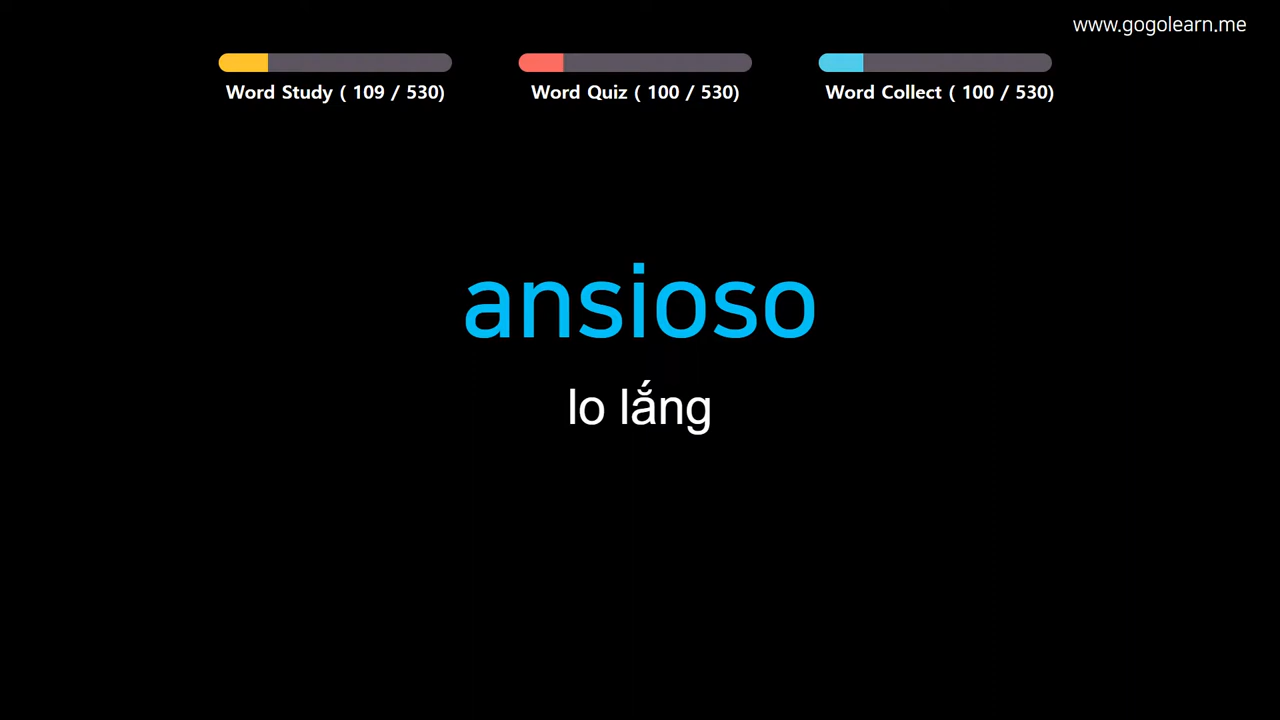 www.gogolearn.me
Word Study ( 109 / 530)
Word Quiz ( 100 / 530)
Word Collect ( 100 / 530)
ansioso
lo lắng